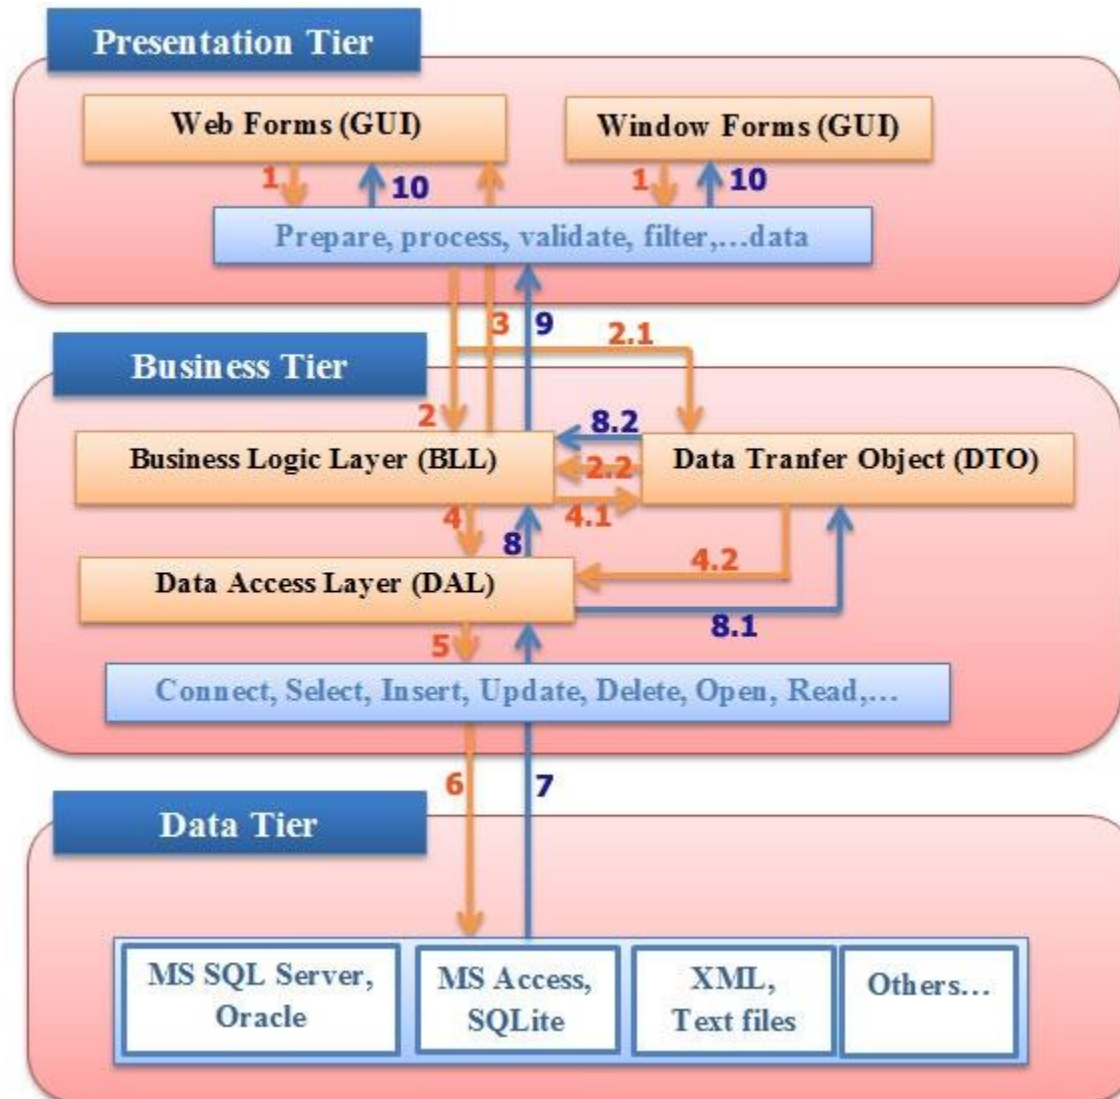 Presentation Tier
Web Forms (GUI)
Window Forms (GUI)
1
10
1
10
Prepare, process, validate, filter,...data
3
9
2.1
Business Tier
2
8.2
Business Logic Layer (BLL)
2.2
Data Tranfer Object (DTO)
4
8
4.1
4.2
Data Access Layer (DAL)
8.1
5
Connect, Select, Insert, Update, Delete, Open, Read,...
6
7
Data Tier
MS SQL Server,
Oracle
MS Access,
SQLite
XML,
Text files
Others...